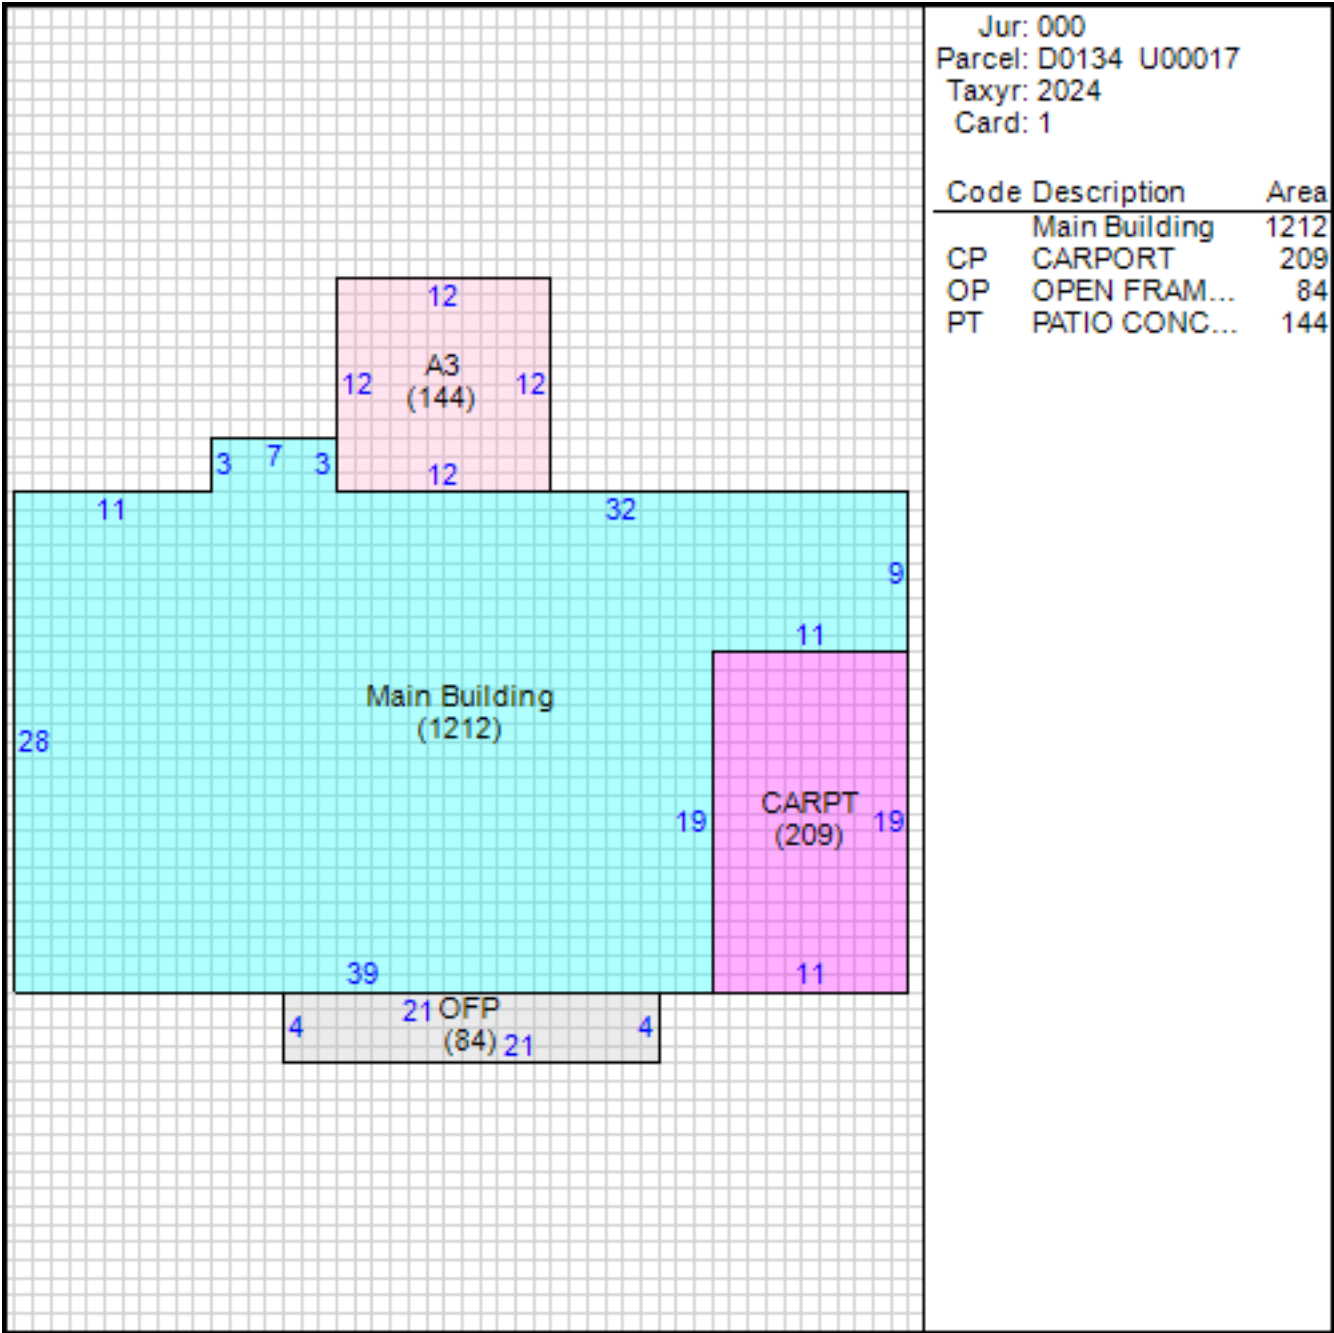 Jur: 000
Parcel: D0134 U00017
Taxyr: 2024
Card: 1
Code Description Area
Main Building 1212
CP CARPORT 209
OP OPEN FRAM... 84
PT PATIO CONC... 144
12
A3
12 12
(144)
12
3 7 3
11 32
9
11
Main Building
(1212)
28
CARPT
19 19
(209)
39 11
21 OFP
4 4
(84) 21